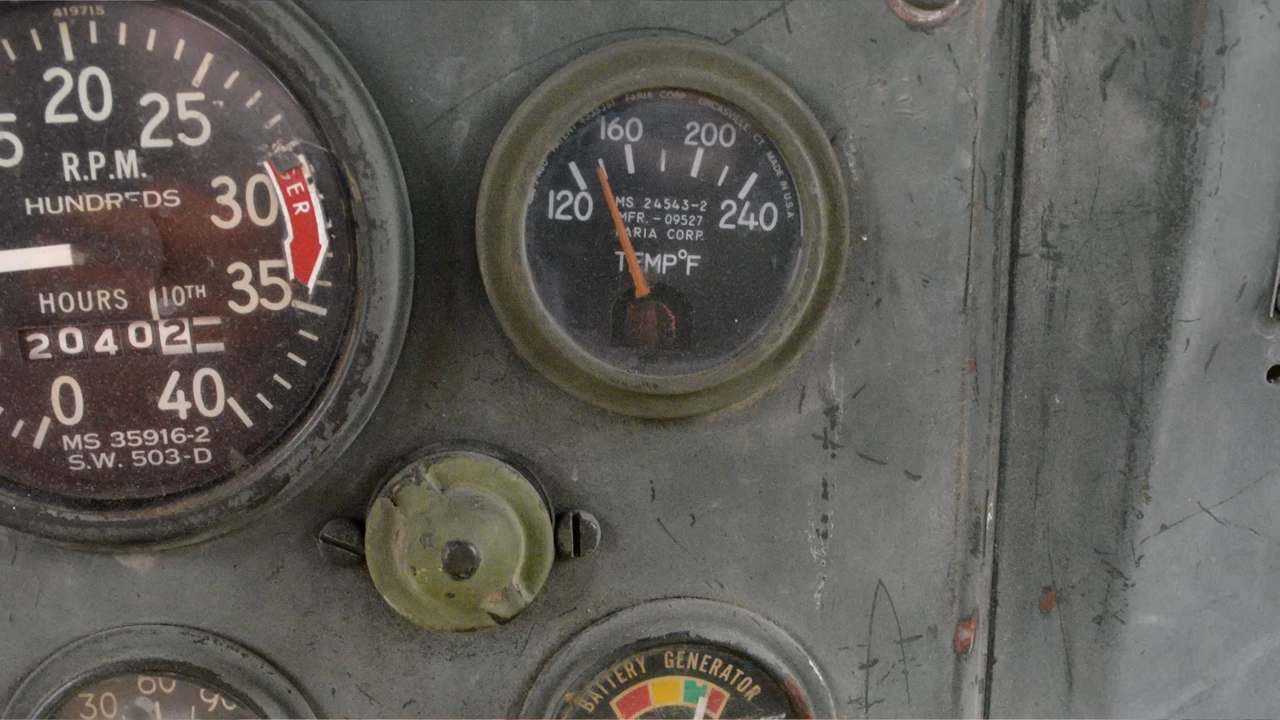 419715
20
25
R.P.M.
HUNDREDS
30
35
HOURS 10TH
20402
0
40
MS 35916-2
S.W. 503-D
FARIA CORP. UNCASVILLE CT. MADE IN U.S.A.
120
160
200
240
MS 24543-2
MFR.-09527
FARIA CORP.
TEMP°F
30
60
BATTERY GENERATOR